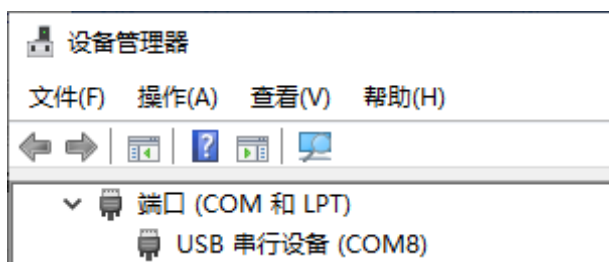 设备管理器
文件(F) 操作(A) 查看(V) 帮助(H)
?
端口 (COM 和 LPT)
USB 串行设备 (COM8)